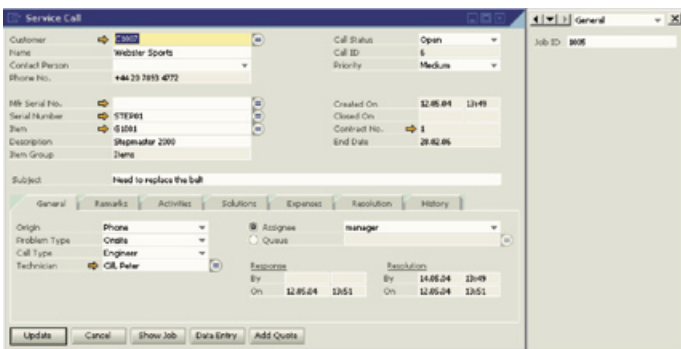 Service Call
General
Job ID 1005
Customer C1007
Name Webster Sports
Contact Person
Phone No. +44 20 7893 4772
Call Status Open
Call ID 6
Priority Medium
Mfr Serial No.
Serial Number STEP01
Item G1001
Description Stepmaster 2000
Item Group Items
Created On 12.05.04 13:49
Closed On
Contract No. 1
End Date 28.02.06
Subject Need to replace the belt
General Remarks Activities Solutions Expenses Resolution History
Origin Phone
Problem Type Onsite
Call Type Engineer
Technician Gill, Peter
Assignee manager
Queue
Response Resolution
By By 14.05.04 13:49
On 12.05.04 13:51 On 12.05.04 13:51
Update Cancel Show Job Data Entry Add Quote